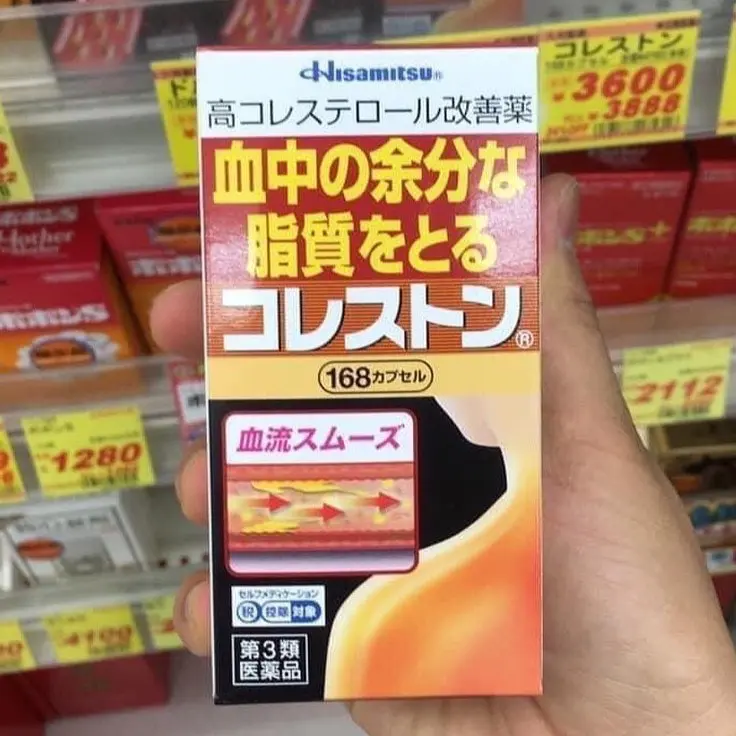 Hisamitsu®
高コレステロール改善薬
血中の余分な
脂質をとる
コレストン®
168カプセル
血流スムーズ
セルフメディケーション
税 控除 対象
第3類
医薬品
コレストン
¥3600
3888
Mother
2112
1280
4100